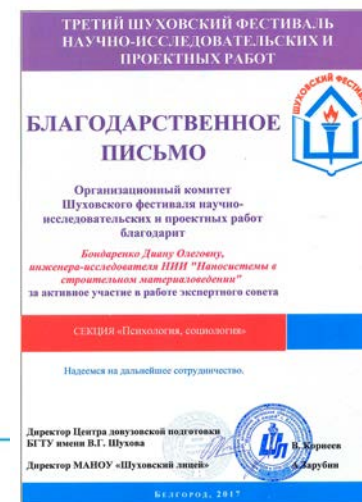 ТРЕТИЙ ШУХОВСКИЙ ФЕСТИВАЛЬ
НАУЧНО-ИССЛЕДОВАТЕЛЬСКИХ И
ПРОЕКТНЫХ РАБОТ
ШУХОВСКИЙ
БЛАГОДАРСТВЕННОЕ
ПИСЬМО
Организационный комитет
Шуховского фестиваля научно-
исследовательских и проектных работ
благодарит
Бондаренко Диану Олеговну,
инженера-исследователя НИИ "Наносистемы в
строительном материаловедении"
за активное участие в работе экспертного совета
СЕКЦИЯ «Психология, социология»
Надеемся на дальнейшее сотрудничество.
Директор Центра довузовской подготовки
БГТУ имени В.Г. Шухова
В. Корнеев
Директор МАНОУ «Шуховский лицей»
А.Зарубин
БЕЛГОРОД, 2017